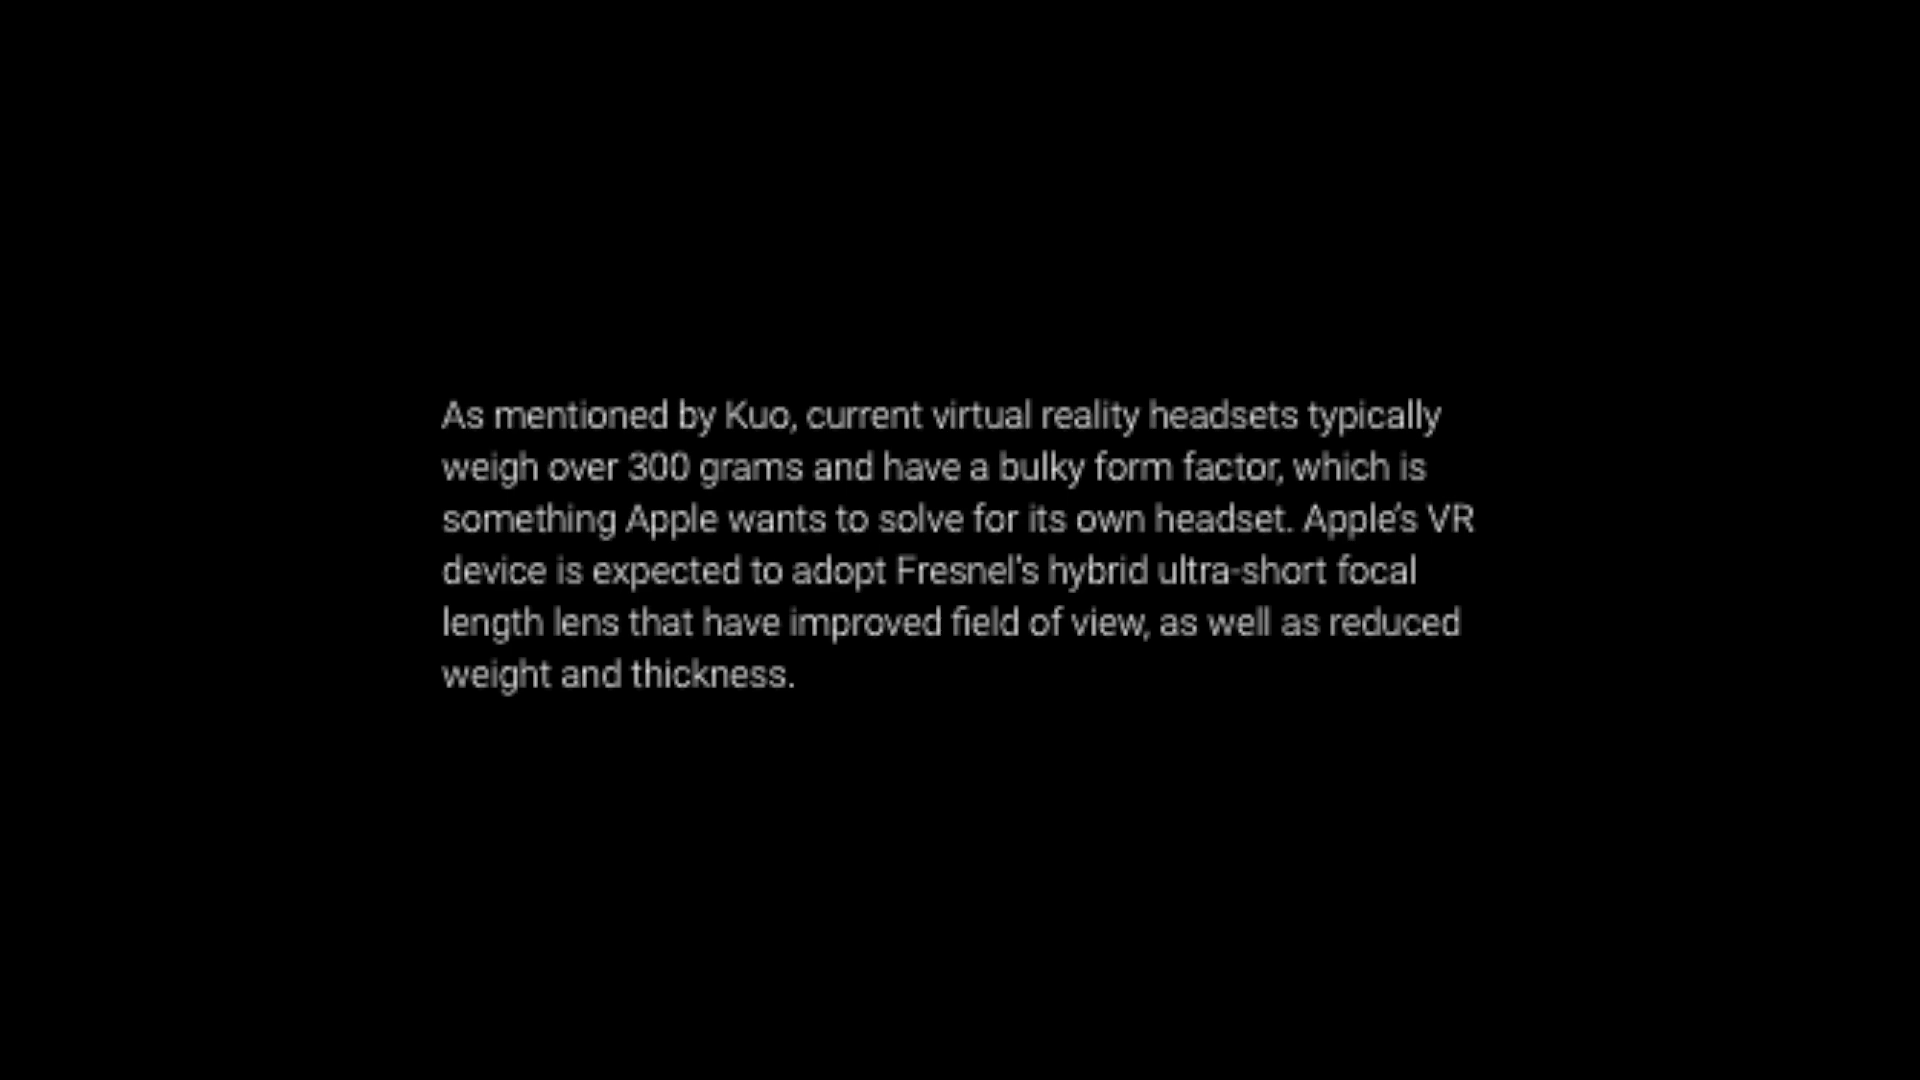 As mentioned by Kuo, current virtual reality headsets typically
weigh over 300 grams and have a bulky form factor, which is
something Apple wants to solve for its own headset. Apple’s VR
device is expected to adopt Fresnel's hybrid ultra-short focal
length lens that have improved field of view, as well as reduced
weight and thickness.